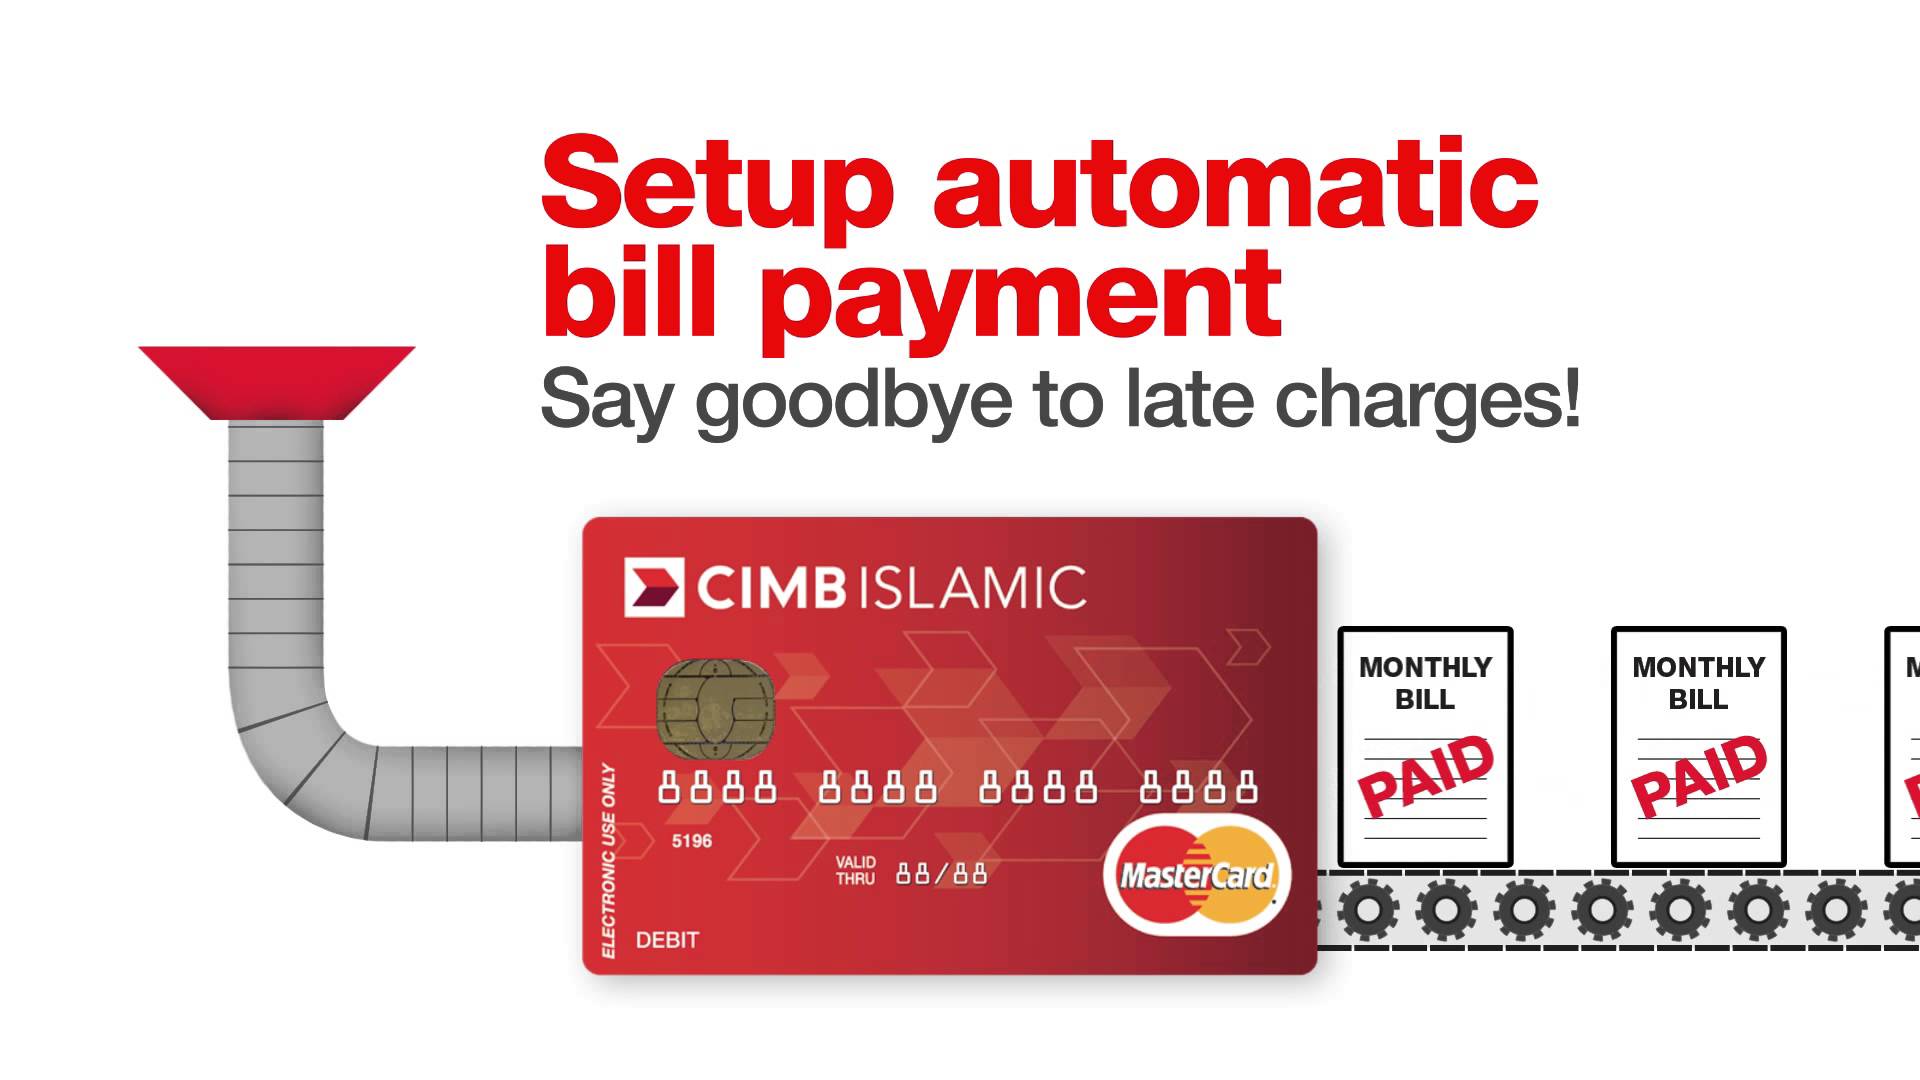 Setup automatic
bill payment
Say goodbye to late charges!
CIMB ISLAMIC
ELECTRONIC USE ONLY
8888 8888 8888 8888
5196
VALID
THRU 88/88
MasterCard
DEBIT
MONTHLY
BILL
PAID
MONTHLY
BILL
PAID